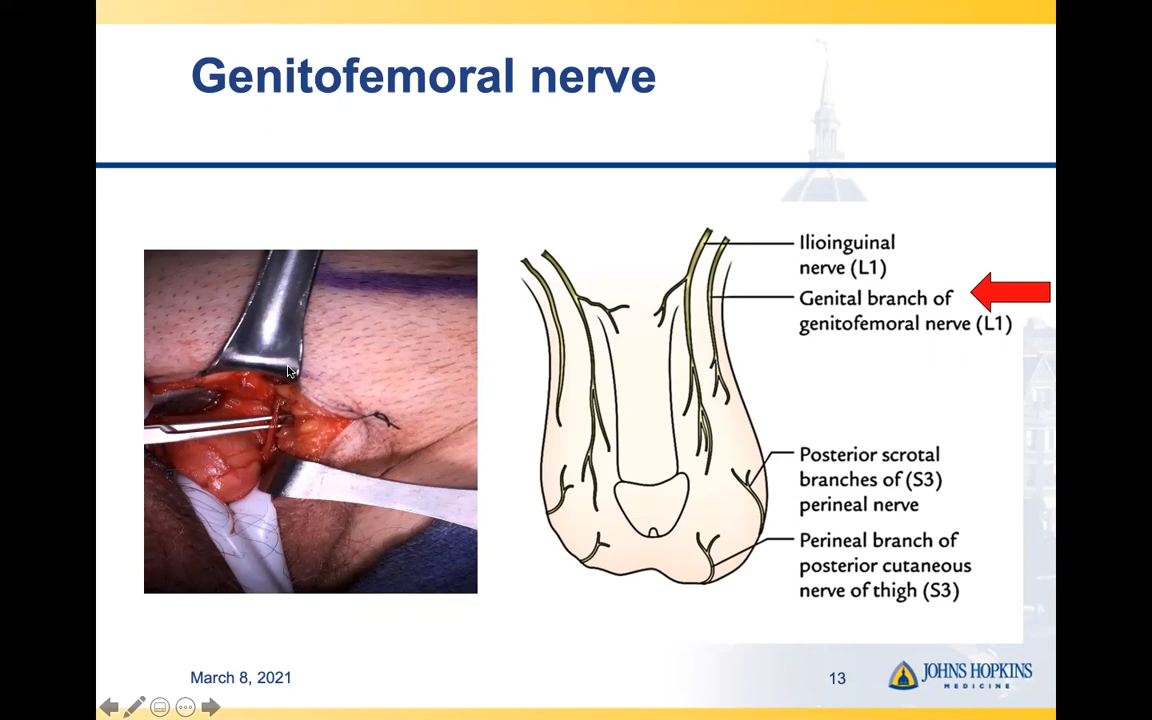 Genitofemoral nerve
Ilioinguinal
nerve (L1)
Genital branch of
genitofemoral nerve (L1)
Posterior scrotal
branches of (S3)
perineal nerve
Perineal branch of
posterior cutaneous
nerve of thigh (S3)
March 8, 2021
13
JOHNS HOPKINS
MEDICINE